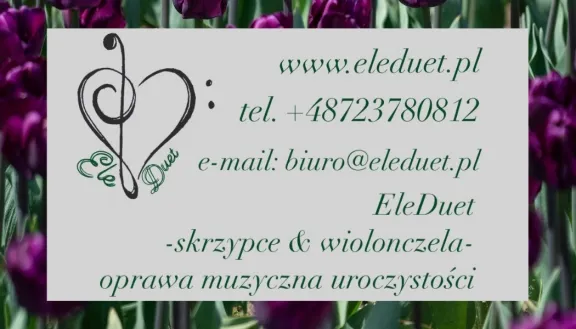 www.eleduet.pl
tel. +48723780812
e-mail: biuro@eleduet.pl
Ele Duet
EleDuet
-skrzypce & wiolonczela-
oprawa muzyczna uroczystości